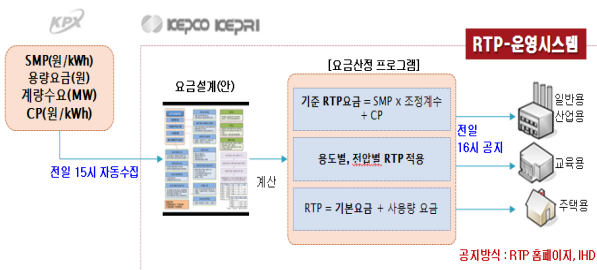 KPX
KEPCO KEPRI
RTP-운영시스템
SMP(원/kWh)
용량요금(원)
계량수요(MW)
CP(원/kWh)
전일 15시 자동수집
요금설계(안)
계산
[요금산정 프로그램]
기준 RTP요금 = SMP x 조정계수
+ CP
용도별, 전압별 RTP 적용
RTP = 기본요금 + 사용량 요금
전일
16시 공지
일반용
산업용
교육용
주택용
공지방식 : RTP 홈페이지, IHD